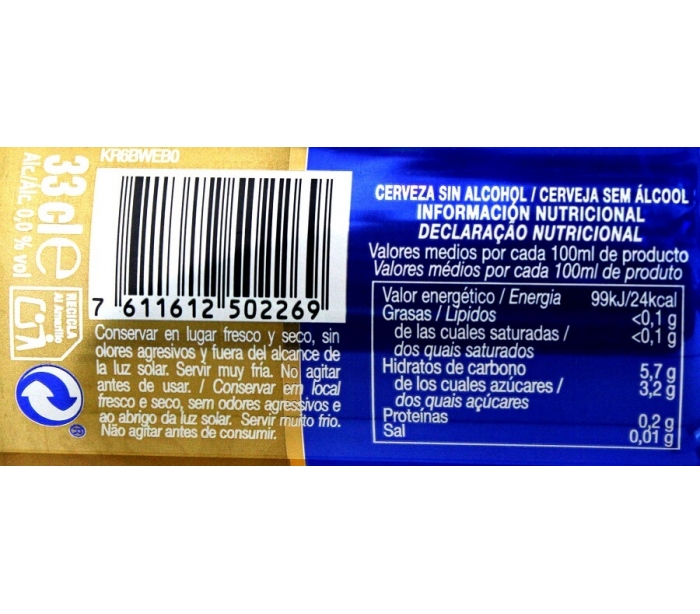 KR6BWEB0
33 cl e
Alc./Alc. 0,0 % vol
RECICLA
Al Amarillo
7 611612 502269
Conservar en lugar fresco y seco, sin
olores agresivos y fuera del alcance de
la luz solar. Servir muy fría. No agitar
antes de usar. / Conservar em local
fresco e seco, sem odores agressivos e
ao abrigo da luz solar. Servir muito frio.
Não agitar antes de consumir.
CERVEZA SIN ALCOHOL / CERVEJA SEM ÁLCOOL
INFORMACIÓN NUTRICIONAL
DECLARAÇÃO NUTRICIONAL
Valores medios por cada 100ml de producto
Valores médios por cada 100ml de produto
Valor energético / Energia 99kJ/24kcal
Grasas / Lípidos <0,1 g
de las cuales saturadas / <0,1 g
dos quais saturados
Hidratos de carbono 5,7 g
de los cuales azúcares / 3,2 g
dos quais açúcares
Proteínas 0,2 g
Sal 0,01 g